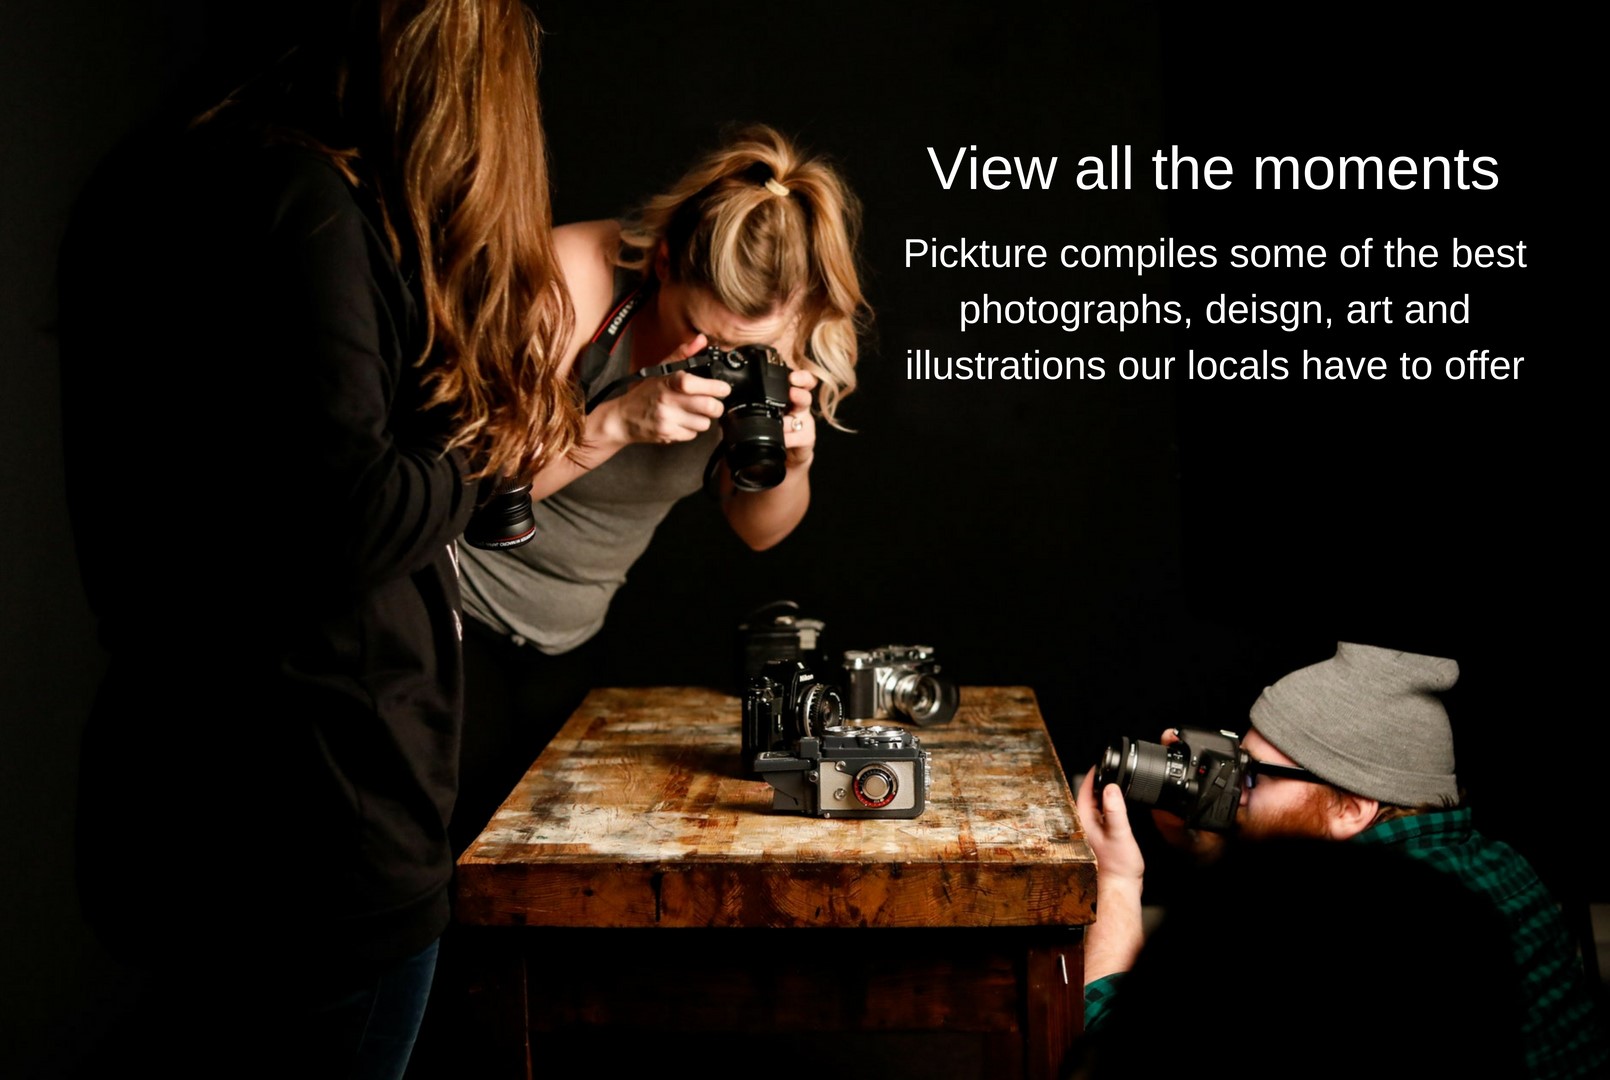 View all the moments
Pickture compiles some of the best
photographs, deisgn, art and
illustrations our locals have to offer
Nikon